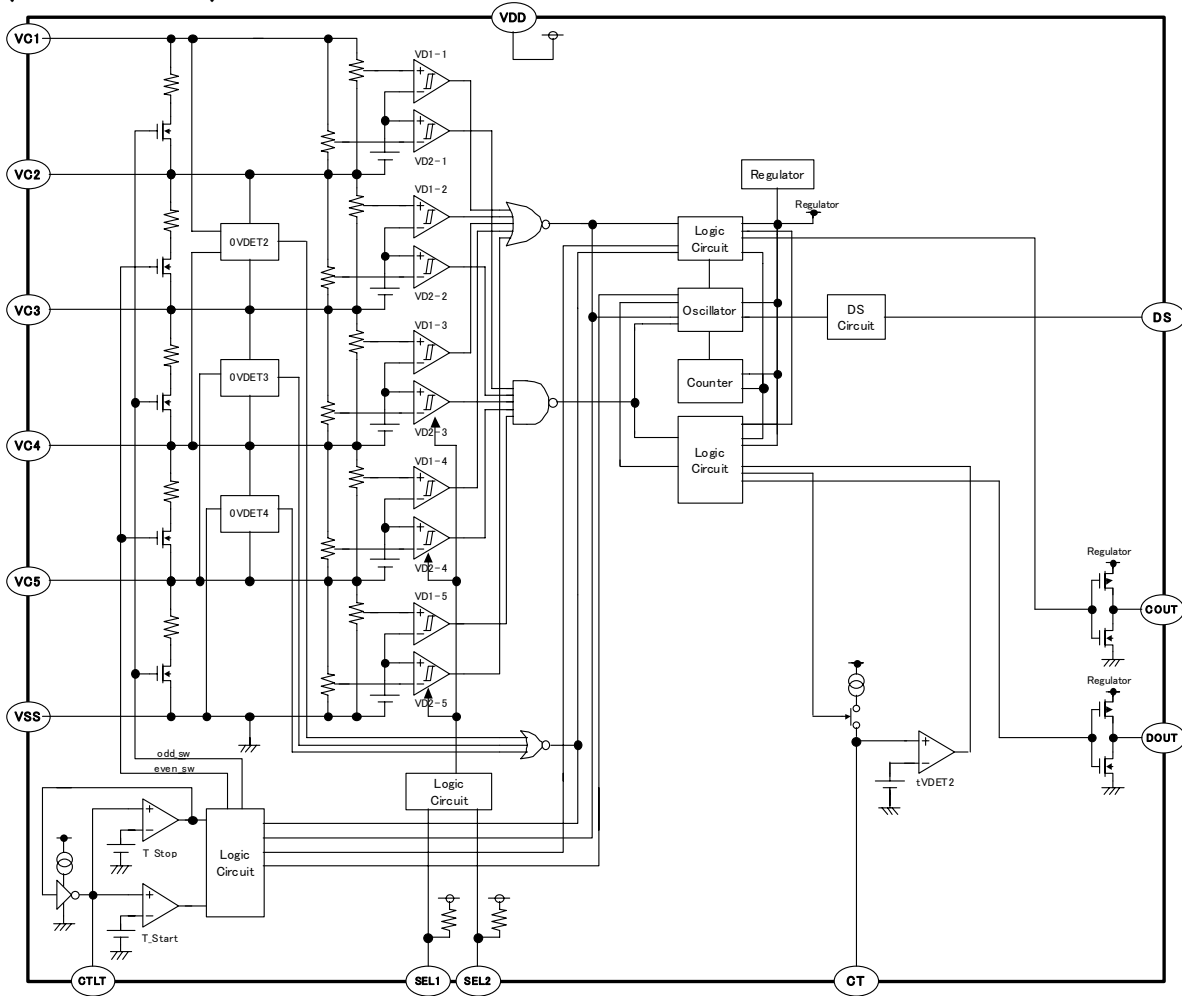 VDD
VC1
VD1-1
+
-
+
-
VD2-1
VC2
Regulator
VD1-2
Regulator
+
-
0VDET2
Logic
Circuit
+
-
VD2-2
VC3
Oscillator
DS
Circuit
DS
VD1-3
+
-
0VDET3
Counter
+
-
VD2-3
VC4
Logic
Circuit
VD1-4
+
-
0VDET4
+
-
VD2-4
Regulator
VC5
VD1-5
+
-
COUT
+
-
VD2-5
Regulator
VSS
DOUT
odd_sw
+
-
even_sw
tVDET2
Logic
Circuit
+
-
T_Stop
Logic
Circuit
+
-
T_Start
CTLT
SEL1
SEL2
CT